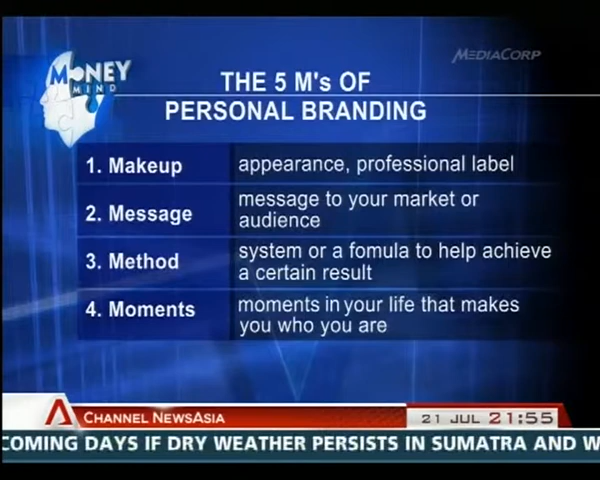 MONEY
MIND
MEDIACORP
THE 5 M's OF
PERSONAL BRANDING
1. Makeup
appearance, professional label
2. Message
message to your market or
audience
3. Method
system or a fomula to help achieve
a certain result
4. Moments
moments in your life that makes
you who you are
CHANNEL NEWSASIA
21 JUL 21:55
COMING DAYS IF DRY WEATHER PERSISTS IN SUMATRA AND W